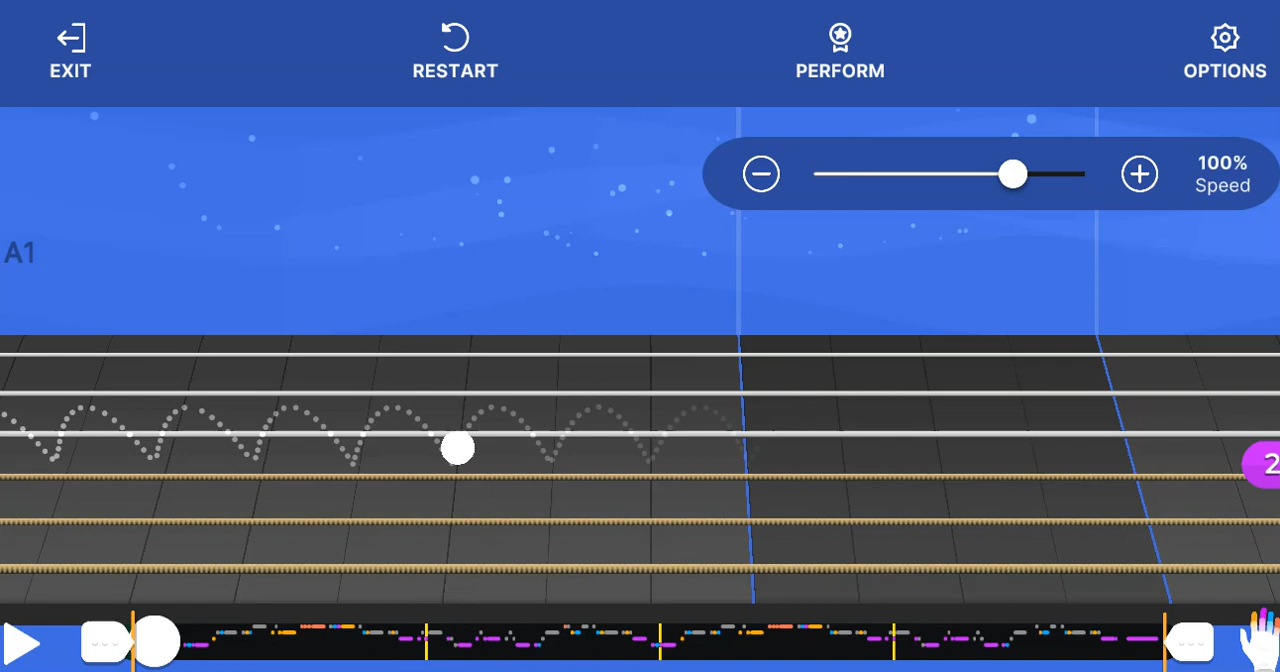 EXIT
RESTART
PERFORM
OPTIONS
100%
Speed
A1
2